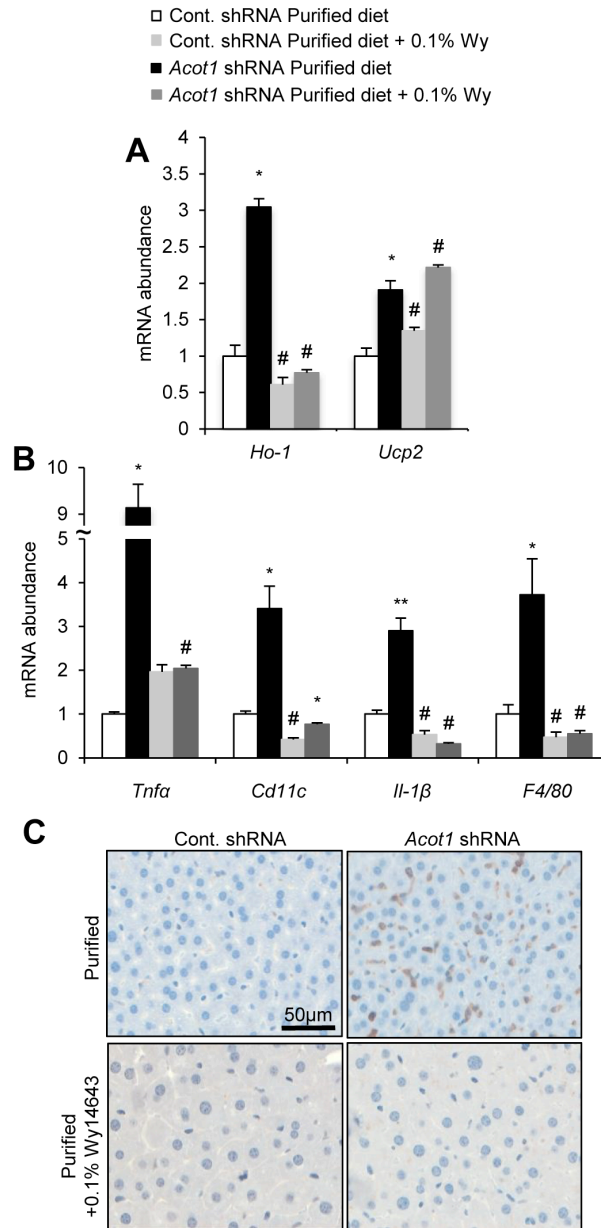 Cont. shRNA Purified diet
Cont. shRNA Purified diet + 0.1% Wy
Acot1 shRNA Purified diet
Acot1 shRNA Purified diet + 0.1% Wy
A
mRNA abundance
4
3.5
3
2.5
2
1.5
1
0.5
0
*
# #
*
#
#
Ho-1 Ucp2
B
mRNA abundance
10
9
~
5
4
3
2
1
0
*
#
*
#
*
**
#
#
*
# #
Tnfα Cd11c Il-1β F4/80
C
Cont. shRNA Acot1 shRNA
Purified
50µm
Purified
+0.1% Wy14643